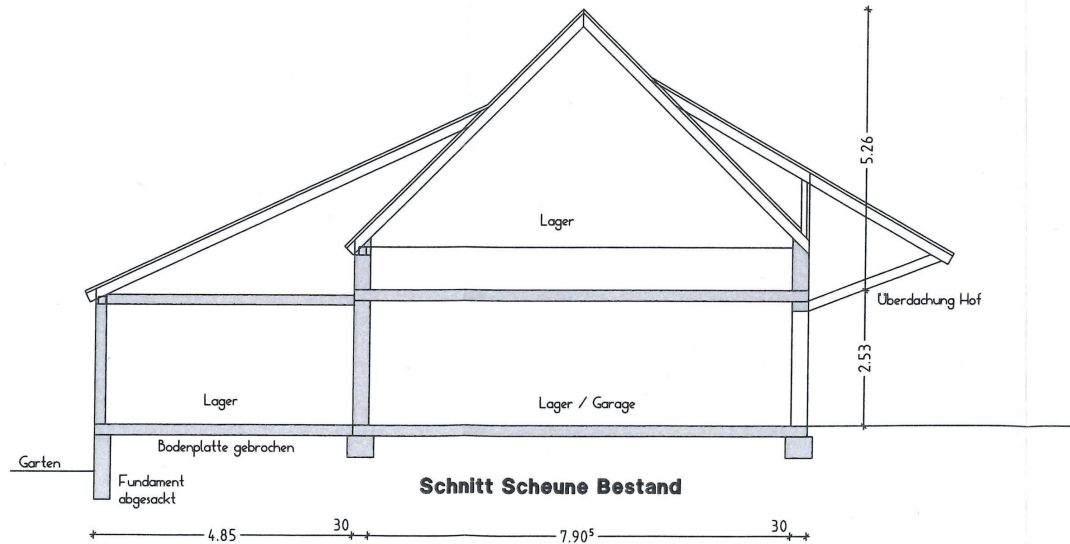 5.26
Lager
Überdachung Hof
2.53
Lager
Lager / Garage
Bodenplatte gebrochen
Garten
Fundament
abgesackt
Schnitt Scheune Bestand
4.85
30
7.90⁵
30